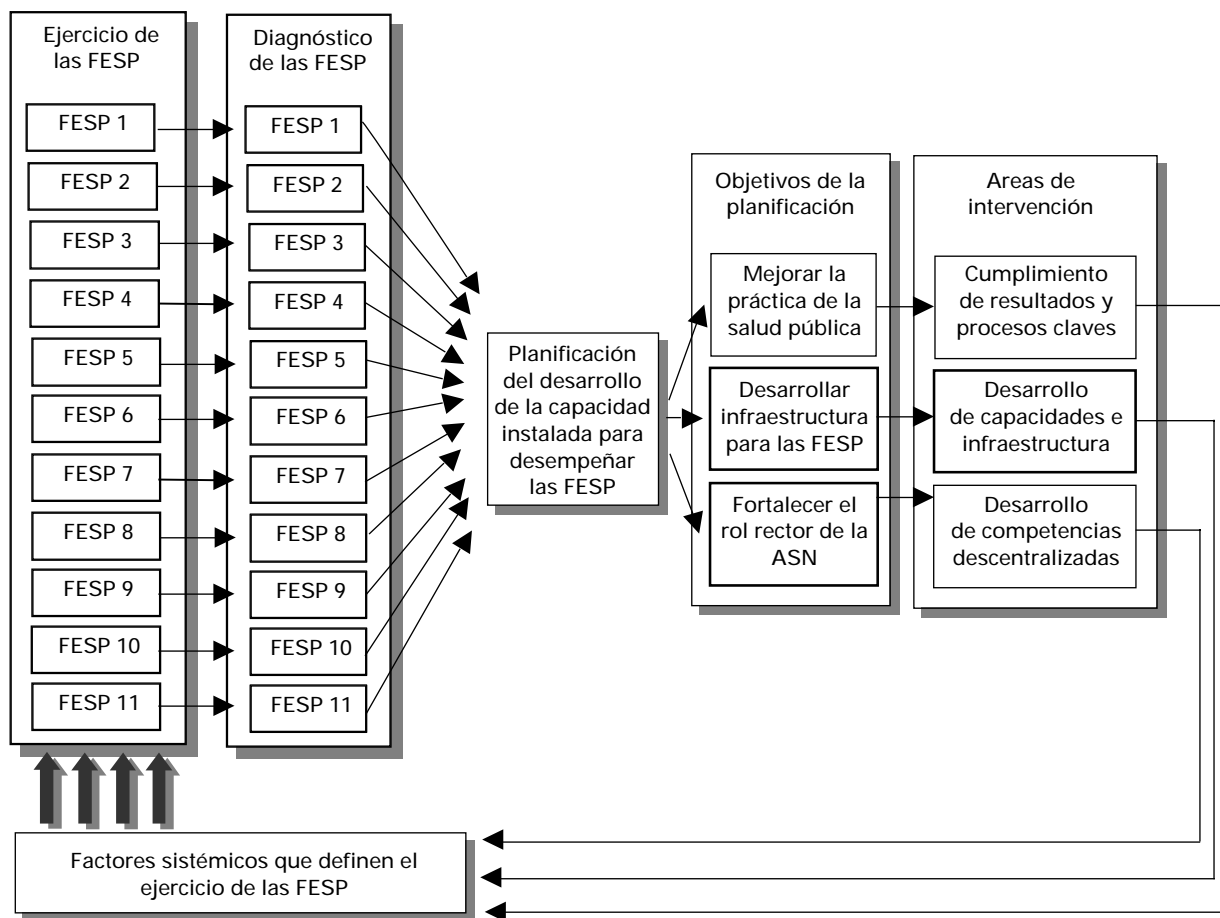 Ejercicio de
las FESP
FESP 1
FESP 2
FESP 3
FESP 4
FESP 5
FESP 6
FESP 7
FESP 8
FESP 9
FESP 10
FESP 11
Diagnóstico
de las FESP
FESP 1
FESP 2
FESP 3
FESP 4
FESP 5
FESP 6
FESP 7
FESP 8
FESP 9
FESP 10
FESP 11
Planificación
del desarrollo
de la capacidad
instalada para
desempeñar
las FESP
Objetivos de la
planificación
Mejorar la
práctica de la
salud pública
Desarrollar
infraestructura
para las FESP
Fortalecer el
rol rector de la
ASN
Areas de
intervención
Cumplimiento
de resultados y
procesos claves
Desarrollo
de capacidades e
infraestructura
Desarrollo
de competencias
descentralizadas
Factores sistémicos que definen el
ejercicio de las FESP